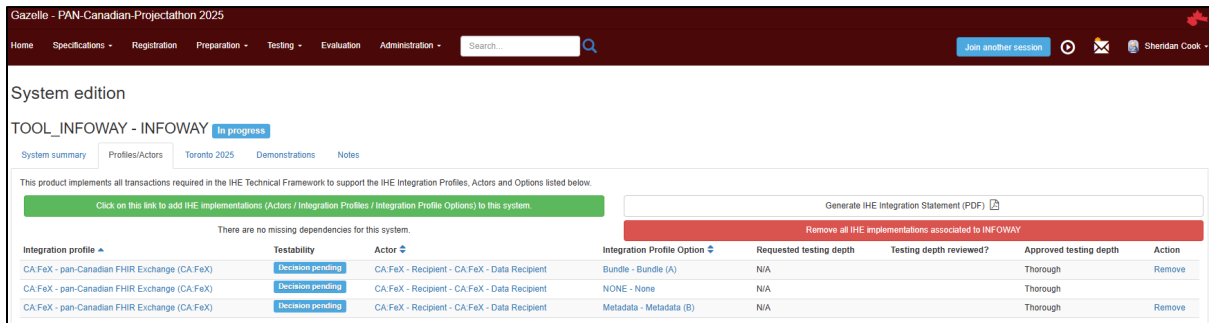 Gazelle - PAN-Canadian-Projectathon 2025
Home Specifications Registration Preparation Testing Evaluation Administration Search... Join another session Sheridan Cook
System edition
TOOL_INFOWAY - INFOWAY In progress
System summary Profiles/Actors Toronto 2025 Demonstrations Notes
This product implements all transactions required in the IHE Technical Framework to support the IHE Integration Profiles, Actors and Options listed below.
Click on this link to add IHE implementations (Actors / Integration Profiles / Integration Profile Options) to this system. Generate IHE Integration Statement (PDF)
There are no missing dependencies for this system. Remove all IHE implementations associated to INFOWAY
Integration profile Testability Actor Integration Profile Option Requested testing depth Testing depth reviewed? Approved testing depth Action
CA:FeX - pan-Canadian FHIR Exchange (CA:FeX) Decision pending CA:FeX - Recipient - CA:FeX - Data Recipient Bundle - Bundle (A) N/A Thorough Remove
CA:FeX - pan-Canadian FHIR Exchange (CA:FeX) Decision pending CA:FeX - Recipient - CA:FeX - Data Recipient NONE - None N/A Thorough
CA:FeX - pan-Canadian FHIR Exchange (CA:FeX) Decision pending CA:FeX - Recipient - CA:FeX - Data Recipient Metadata - Metadata (B) N/A Thorough Remove